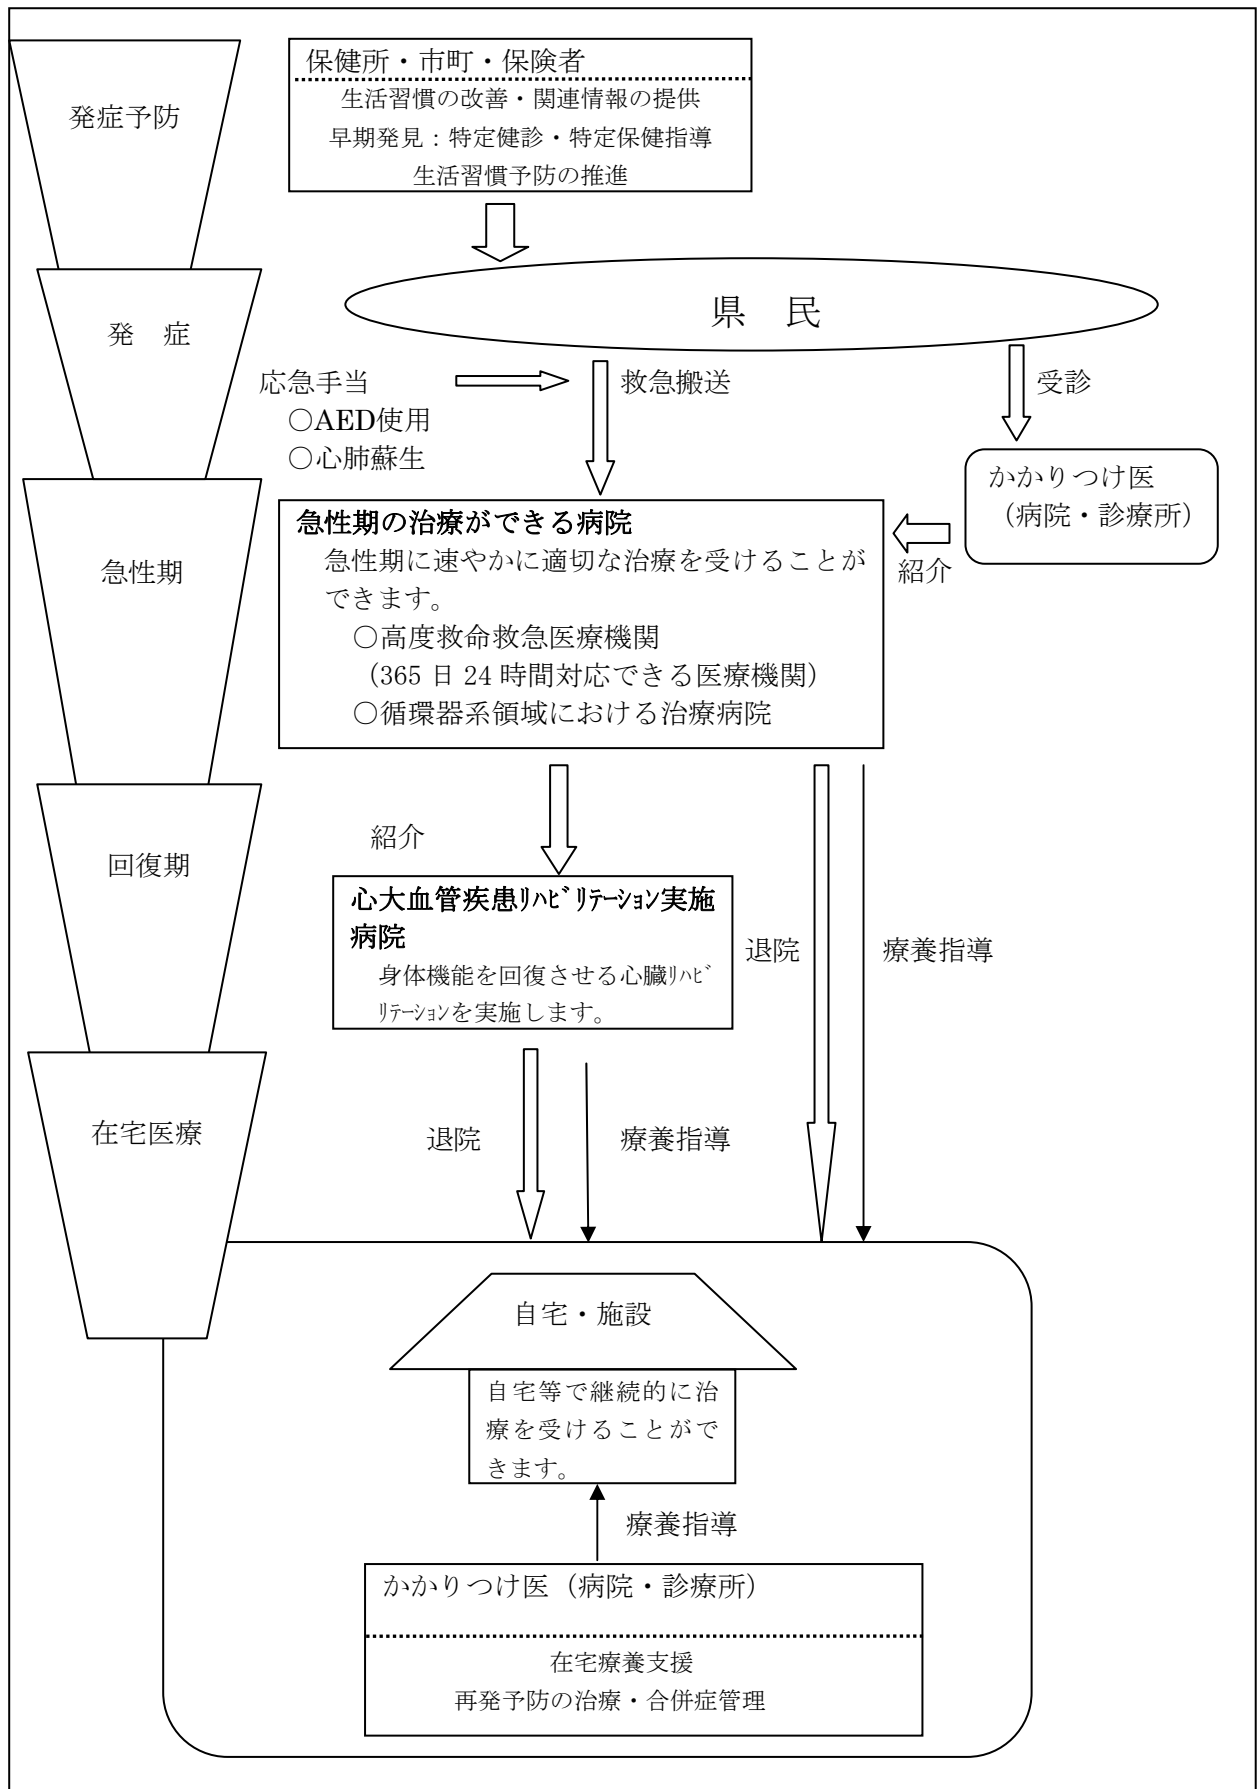 発症予防
保健所・市町・保険者
生活習慣の改善・関連情報の提供
早期発見：特定健診・特定保健指導
生活習慣予防の推進
県　民
発　症
応急手当
○AED使用
○心肺蘇生
救急搬送
受診
かかりつけ医
（病院・診療所）
紹介
急性期
急性期の治療ができる病院
急性期に速やかに適切な治療を受けることが
できます。
○高度救命救急医療機関
（365 日 24 時間対応できる医療機関）
○循環器系領域における治療病院
紹介
回復期
心大血管疾患ﾘﾊﾋﾞﾘﾃｰｼｮﾝ実施
病院
身体機能を回復させる心臓ﾘﾊﾋﾞ
ﾘﾃｰｼｮﾝを実施します。
退院
療養指導
在宅医療
退院
療養指導
自宅・施設
自宅等で継続的に治
療を受けることがで
きます。
療養指導
かかりつけ医（病院・診療所）
在宅療養支援
再発予防の治療・合併症管理